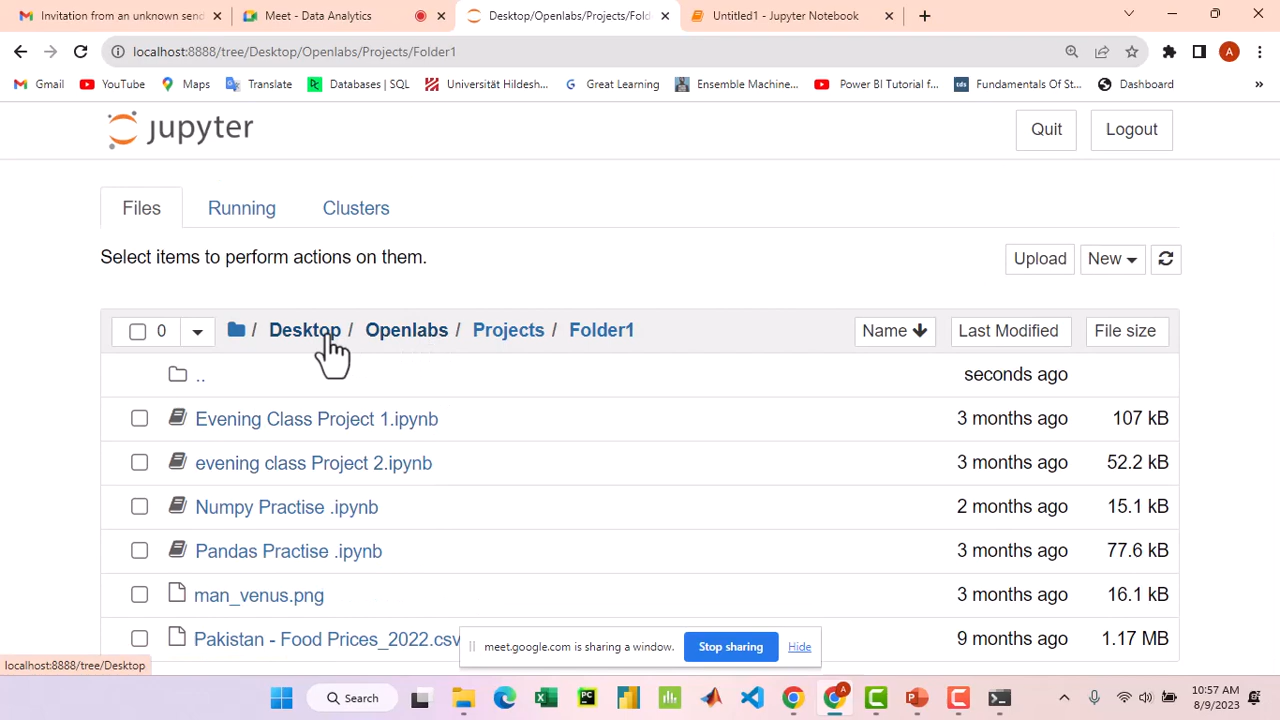 Invitation from an unknown send
Meet - Data Analytics
Desktop/Openlabs/Projects/Fold
Untitled1 - Jupyter Notebook
localhost:8888/tree/Desktop/Openlabs/Projects/Folder1
A
Gmail
YouTube
Maps
Translate
Databases | SQL
Universität Hildesh...
Great Learning
Ensemble Machine...
Power BI Tutorial f...
Fundamentals Of St...
Dashboard
»
jupyter
Quit
Logout
Files
Running
Clusters
Select items to perform actions on them.
Upload
New
0
/ Desktop / Openlabs / Projects / Folder1
Name
Last Modified
File size
..
seconds ago
Evening Class Project 1.ipynb
3 months ago
107 kB
evening class Project 2.ipynb
3 months ago
52.2 kB
Numpy Practise .ipynb
2 months ago
15.1 kB
Pandas Practise .ipynb
3 months ago
77.6 kB
man_venus.png
3 months ago
16.1 kB
Pakistan - Food Prices_2022.csv
9 months ago
1.17 MB
meet.google.com is sharing a window.
Stop sharing
Hide
localhost:8888/tree/Desktop
Search
10:57 AM
8/9/2023